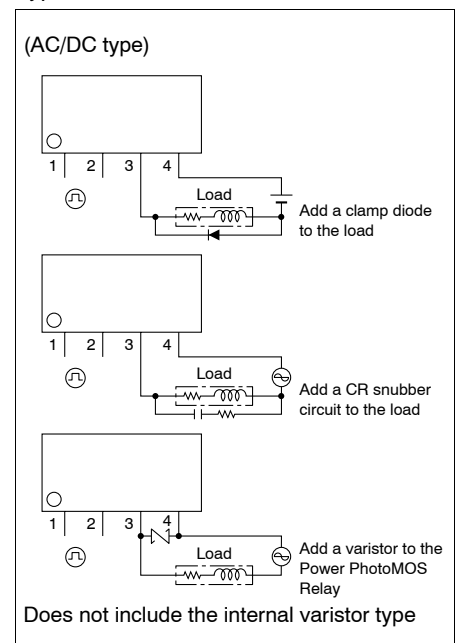 (AC/DC type)
1 2 3 4
Load
Add a clamp diode
to the load
1 2 3 4
Load
Add a CR snubber
circuit to the load
1 2 3 4
Load
Add a varistor to the
Power PhotoMOS
Relay
Does not include the internal varistor type